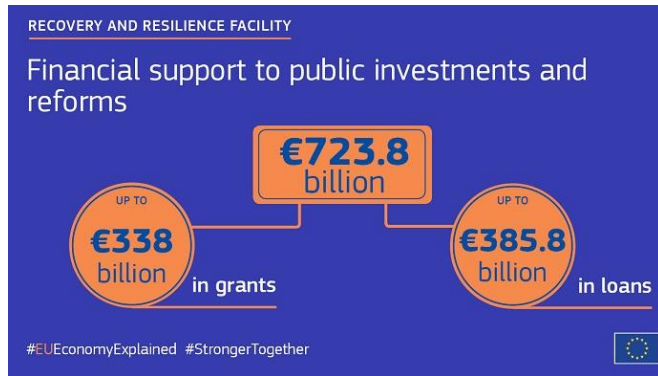 RECOVERY AND RESILIENCE FACILITY
Financial support to public investments and
reforms
€723.8
billion
UP TO
€338
billion
in grants
UP TO
€385.8
billion
in loans
#EUEconomyExplained #StrongerTogether